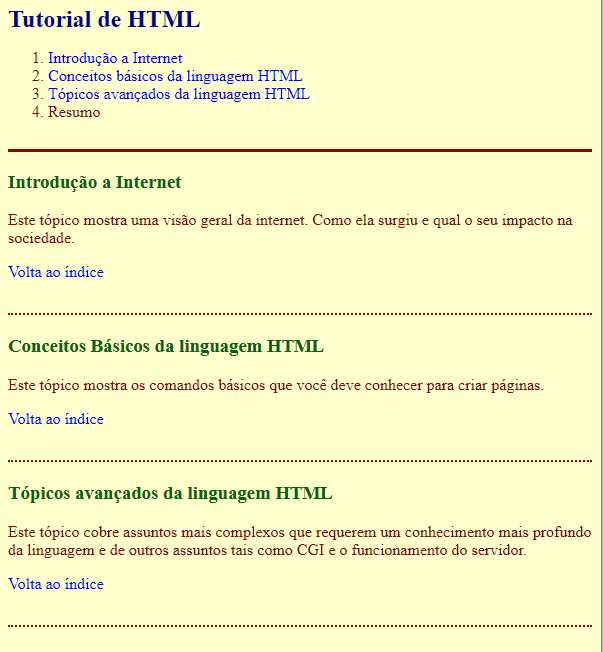 Tutorial de HTML
1. Introdução a Internet
2. Conceitos básicos da linguagem HTML
3. Tópicos avançados da linguagem HTML
4. Resumo
Introdução a Internet
Este tópico mostra uma visão geral da internet. Como ela surgiu e qual o seu impacto na
sociedade.
Volta ao índice
Conceitos Básicos da linguagem HTML
Este tópico mostra os comandos básicos que você deve conhecer para criar páginas.
Volta ao índice
Tópicos avançados da linguagem HTML
Este tópico cobre assuntos mais complexos que requerem um conhecimento mais profundo
da linguagem e de outros assuntos tais como CGI e o funcionamento do servidor.
Volta ao índice